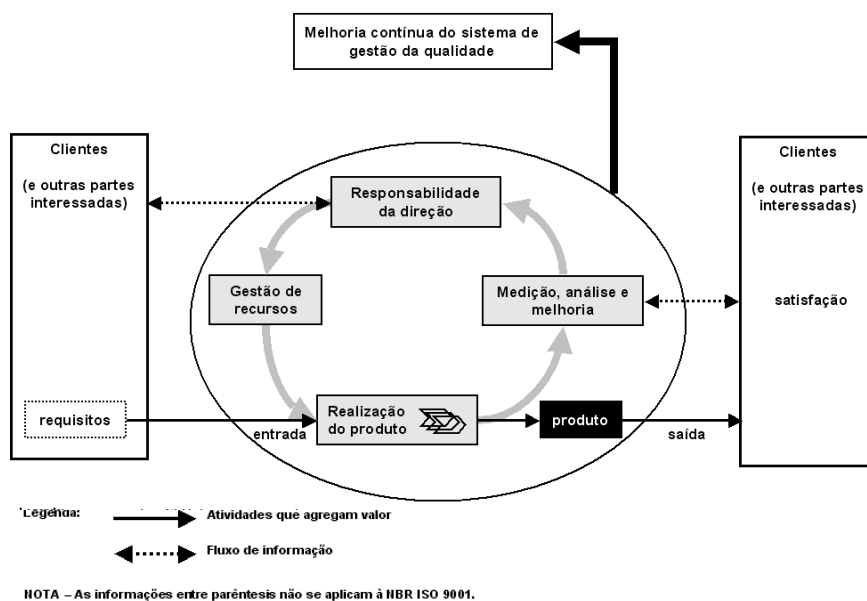 Melhoria contínua do sistema de
gestão da qualidade
Clientes
(e outras partes
interessadas)
Clientes
(e outras partes
interessadas)
Responsabilidade
da direção
Gestão de
recursos
Medição, análise e
melhoria
satisfação
requisitos
entrada
Realização
do produto
produto
saída
Legenda:
Atividades que agregam valor
Fluxo de informação
NOTA – As informações entre parêntesis não se aplicam à NBR ISO 9001.